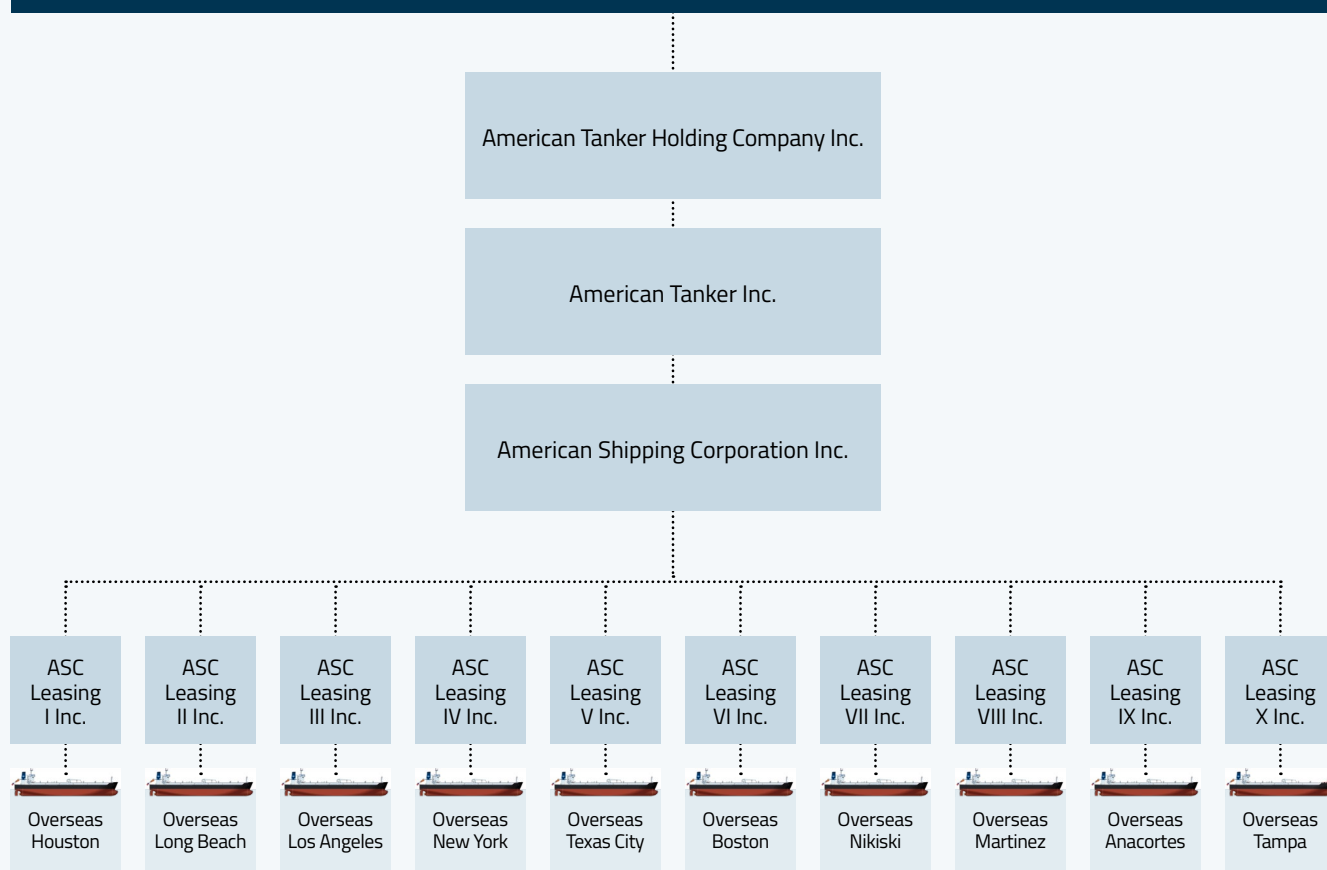 American Tanker Holding Company Inc.
American Tanker Inc.
American Shipping Corporation Inc.
ASC
Leasing
I Inc.
ASC
Leasing
II Inc.
ASC
Leasing
III Inc.
ASC
Leasing
IV Inc.
ASC
Leasing
V Inc.
ASC
Leasing
VI Inc.
ASC
Leasing
VII Inc.
ASC
Leasing
VIII Inc.
ASC
Leasing
IX Inc.
ASC
Leasing
X Inc.
Overseas
Houston
Overseas
Long Beach
Overseas
Los Angeles
Overseas
New York
Overseas
Texas City
Overseas
Boston
Overseas
Nikiski
Overseas
Martinez
Overseas
Anacortes
Overseas
Tampa